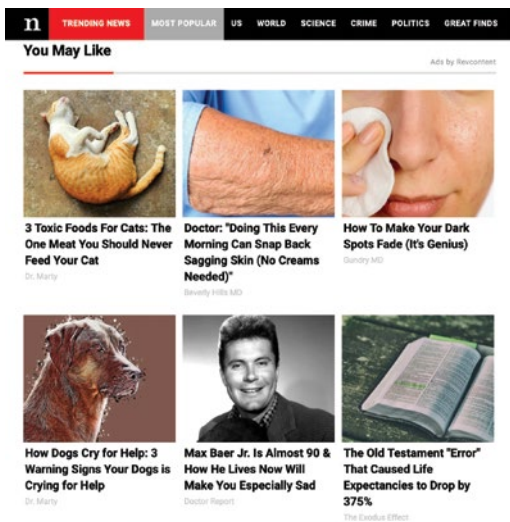 n TRENDING NEWS MOST POPULAR US WORLD SCIENCE CRIME POLITICS GREAT FINDS
You May Like
Ads by Revcontent
3 Toxic Foods For Cats: The
One Meat You Should Never
Feed Your Cat
Dr. Marty
Doctor: "Doing This Every
Morning Can Snap Back
Sagging Skin (No Creams
Needed)"
Beverly Hills MD
How To Make Your Dark
Spots Fade (It's Genius)
Gundry MD
How Dogs Cry for Help: 3
Warning Signs Your Dogs is
Crying for Help
Dr. Marty
Max Baer Jr. Is Almost 90 &
How He Lives Now Will
Make You Especially Sad
Doctor Report
The Old Testament "Error"
That Caused Life
Expectancies to Drop by
375%
The Exodus Effect